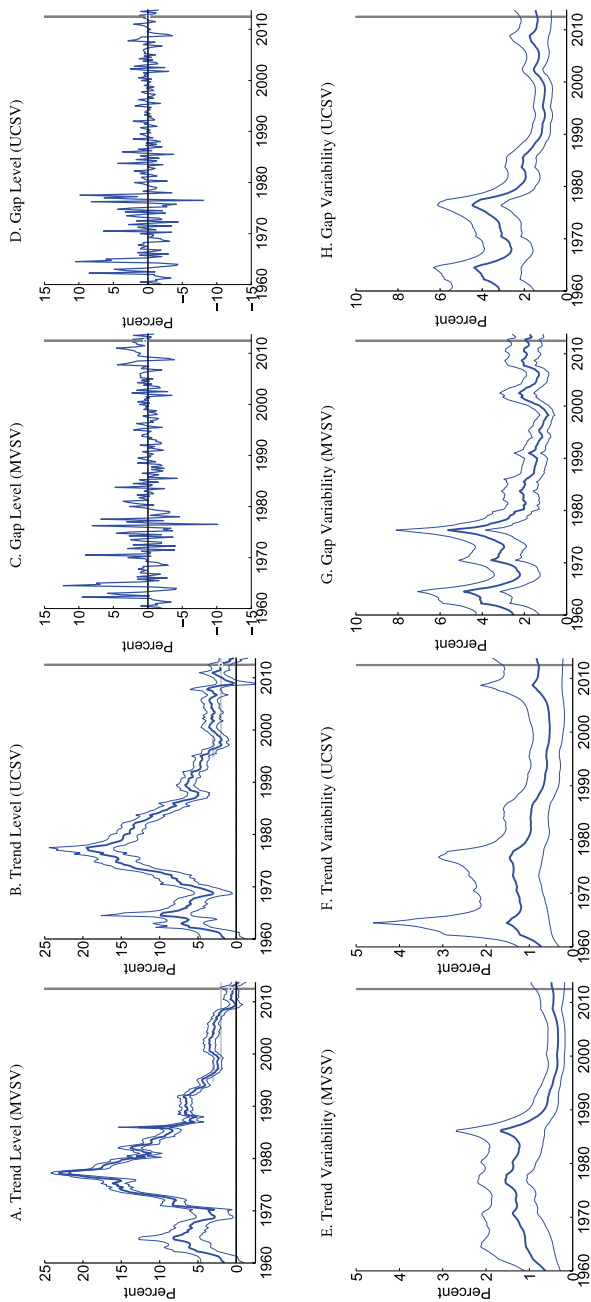 A. Trend Level (MVSV)
Percent
25
20
15
10
5
0
1960 1970 1980 1990 2000 2010
B. Trend Level (UCSV)
Percent
25
20
15
10
5
0
1960 1970 1980 1990 2000 2010
C. Gap Level (MVSV)
Percent
15
10
5
0
−5
−10
−15
1960 1970 1980 1990 2000 2010
D. Gap Level (UCSV)
Percent
15
10
5
0
−5
−10
−15
1960 1970 1980 1990 2000 2010
E. Trend Variability (MVSV)
Percent
5
4
3
2
1
0
1960 1970 1980 1990 2000 2010
F. Trend Variability (UCSV)
Percent
5
4
3
2
1
0
1960 1970 1980 1990 2000 2010
G. Gap Variability (MVSV)
Percent
10
8
6
4
2
0
1960 1970 1980 1990 2000 2010
H. Gap Variability (UCSV)
Percent
10
8
6
4
2
0
1960 1970 1980 1990 2000 2010